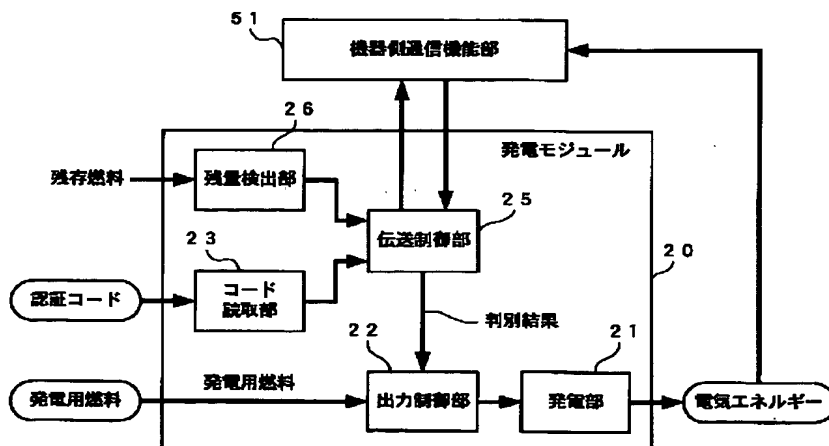 51
機器側通信機能部
26
発電モジュール
残存燃料
残量検出部
25
伝送制御部
23
20
認証コード
コード
読取部
判別結果
22
21
発電用燃料
発電用燃料
出力制御部
発電部
電気エネルギー